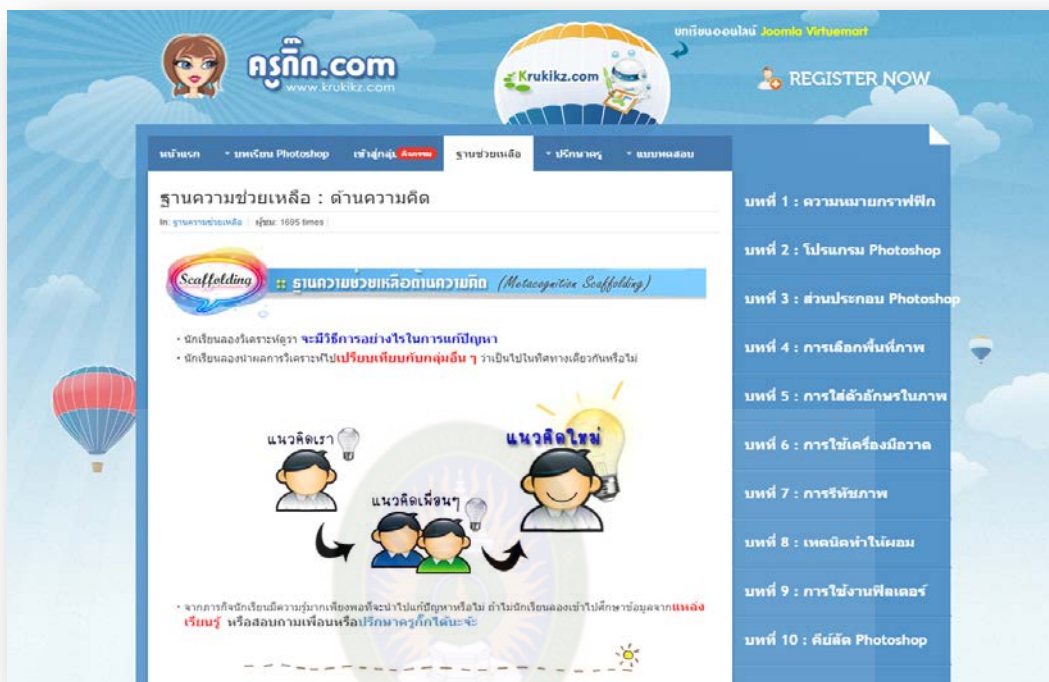 ครูกิ๊ก.com
www.krukikz.com
Krukikz.com
บทเรียนออนไลน์ Joomla Virtuemart
REGISTER NOW
หน้าแรก บทเรียน Photoshop เข้าสู่กลุ่ม กิจกรรม ฐานช่วยเหลือ ปรึกษาครู แบบทดสอบ
ฐานความช่วยเหลือ : ด้านความคิด
In: ฐานความช่วยเหลือ ผู้ชม: 1695 times
Scaffolding
:: ฐานความช่วยเหลือด้านความคิด (Metacognition Scaffolding)
• นักเรียนลองวิเคราะห์ดูว่า จะมีวิธีการอย่างไรในการแก้ปัญหา
• นักเรียนลองนำผลการวิเคราะห์ไปเปรียบเทียบกับกลุ่มอื่น ๆ ว่าเป็นไปในทิศทางเดียวกันหรือไม่
แนวคิดเรา
แนวคิดเพื่อนๆ
แนวคิดใหม่
• จากภารกิจนักเรียนมีความรู้มากเพียงพอที่จะนำไปแก้ปัญหาหรือไม่ ถ้าไม่นักเรียนลองเข้าไปศึกษาข้อมูลจากแหล่ง
เรียนรู้ หรือสอบถามเพื่อนหรือปรึกษาครูกิ๊กได้นะจ๊ะ
บทที่ 1 : ความหมายกราฟฟิก
บทที่ 2 : โปรแกรม Photoshop
บทที่ 3 : ส่วนประกอบ Photoshop
บทที่ 4 : การเลือกพื้นที่ภาพ
บทที่ 5 : การใส่ตัวอักษรในภาพ
บทที่ 6 : การใช้เครื่องมือวาด
บทที่ 7 : การรีทัชภาพ
บทที่ 8 : เทคนิคทำให้ผอม
บทที่ 9 : การใช้งานฟิลเตอร์
บทที่ 10 : คีย์ลัด Photoshop